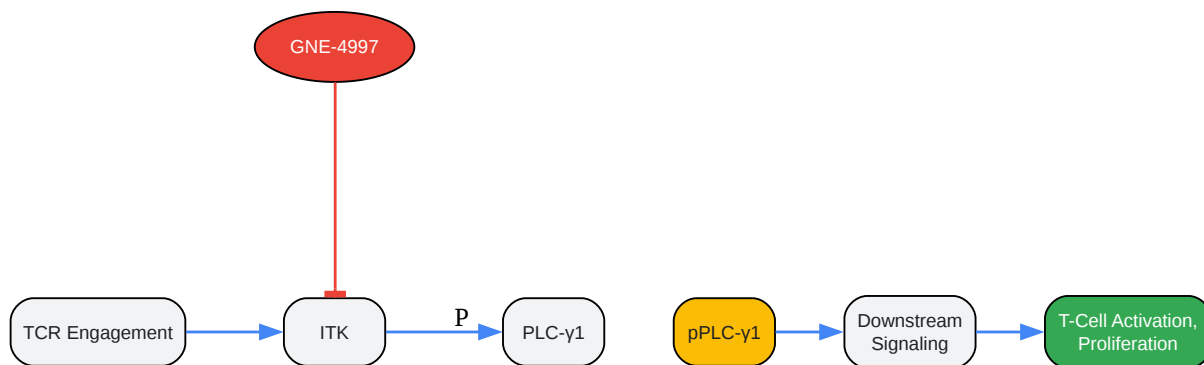 GNE-4997
TCR Engagement
ITK
P
PLC-γ1
pPLC-γ1
Downstream
Signaling
T-Cell Activation,
Proliferation